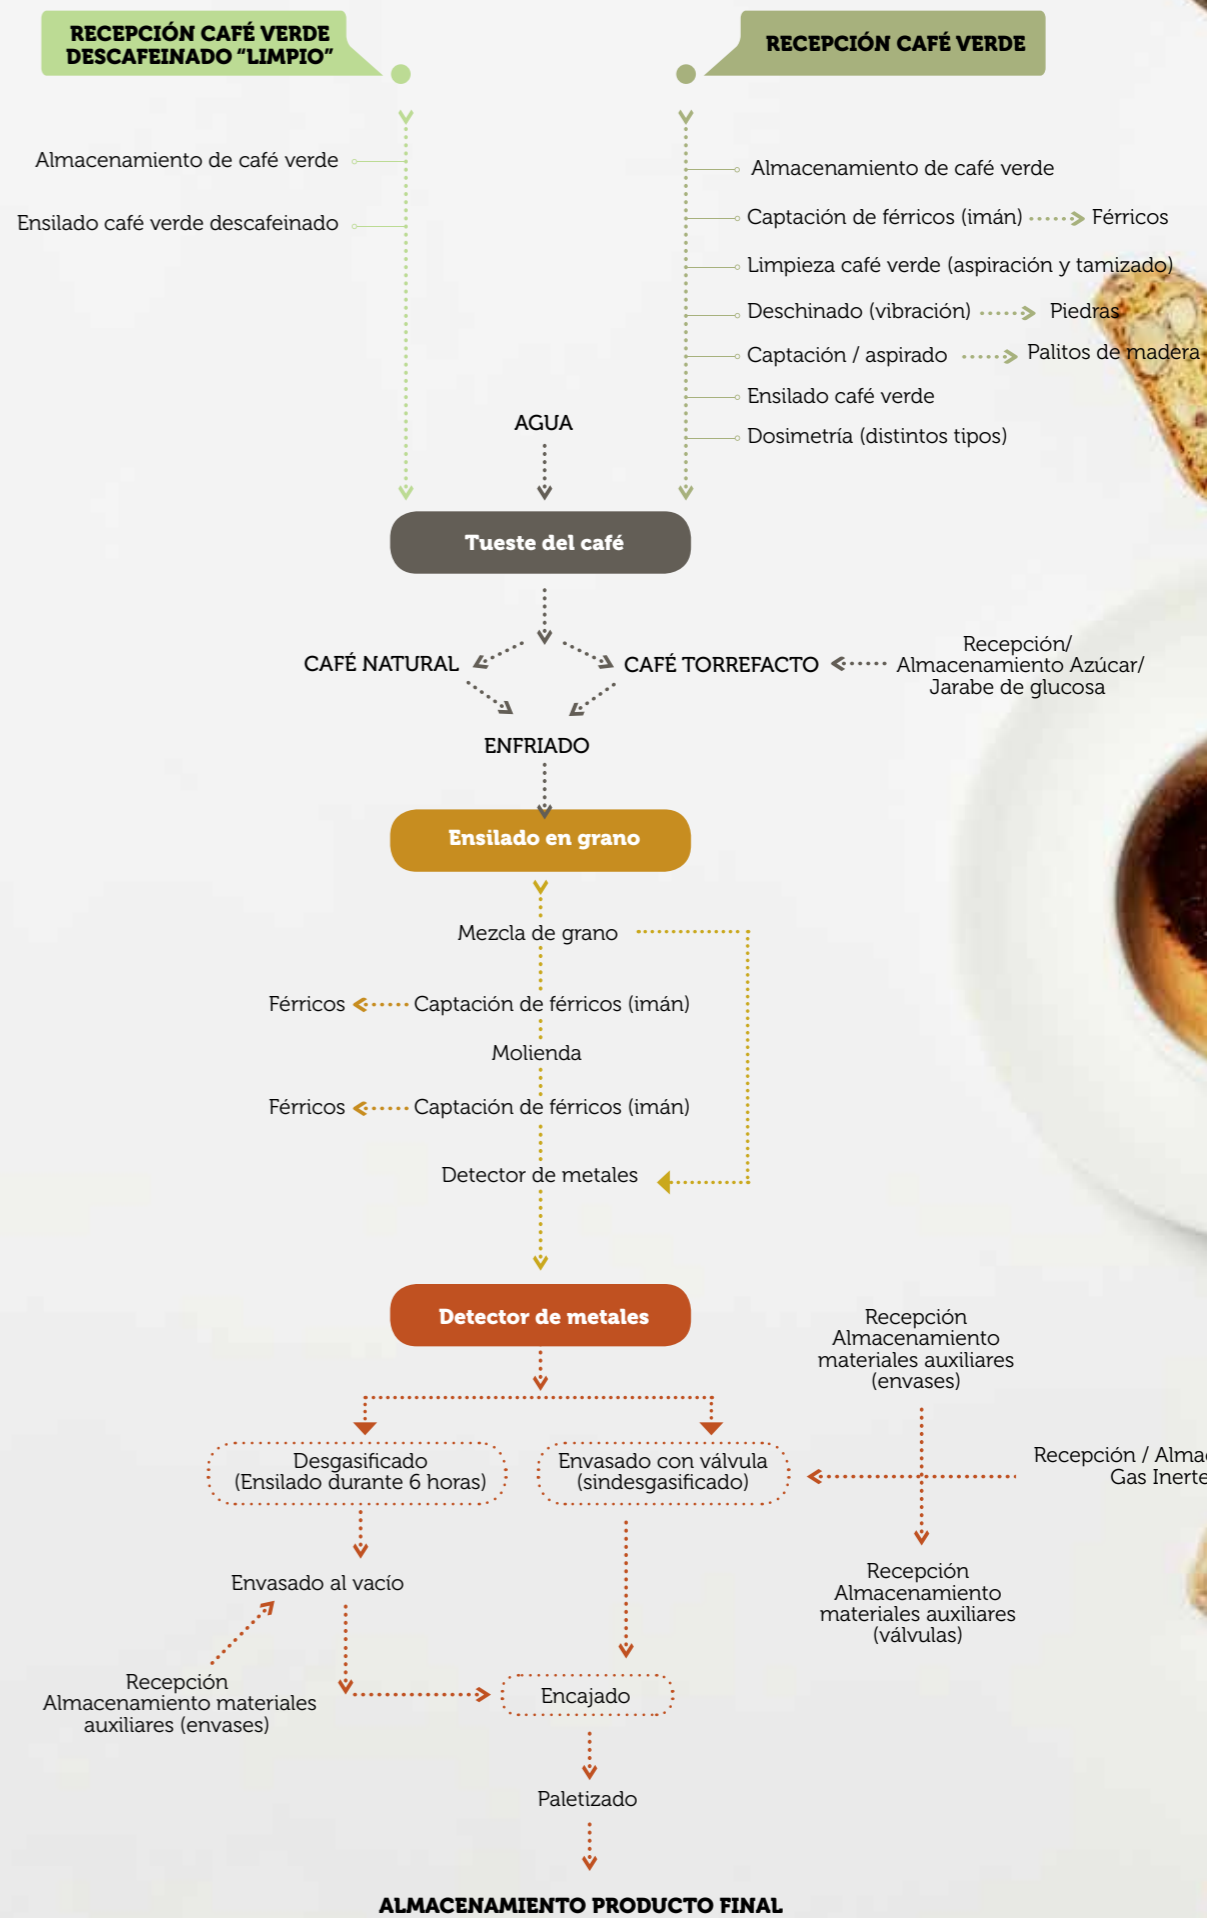 RECEPCIÓN CAFÉ VERDE
DESCAFEINADO “LIMPIO”
RECEPCIÓN CAFÉ VERDE
Almacenamiento de café verde
Ensilado café verde descafeinado
Almacenamiento de café verde
Captación de férricos (imán)
Férricos
Limpieza café verde (aspiración y tamizado)
Deschinado (vibración)
Piedras
Captación / aspirado
Palitos de madera
Ensilado café verde
Dosimetría (distintos tipos)
AGUA
Tueste del café
CAFÉ NATURAL
CAFÉ TORREFACTO
Recepción/
Almacenamiento Azúcar/
Jarabe de glucosa
ENFRIADO
Ensilado en grano
Mezcla de grano
Férricos
Captación de férricos (imán)
Molienda
Férricos
Captación de férricos (imán)
Detector de metales
Detector de metales
Recepción
Almacenamiento
materiales auxiliares
(envases)
Desgasificado
(Ensilado durante 6 horas)
Envasado con válvula
(sindesgasificado)
Recepción / Almac
Gas Inerte
Envasado al vacío
Recepción
Almacenamiento
materiales auxiliares
(válvulas)
Recepción
Almacenamiento materiales
auxiliares (envases)
Encajado
Paletizado
ALMACENAMIENTO PRODUCTO FINAL